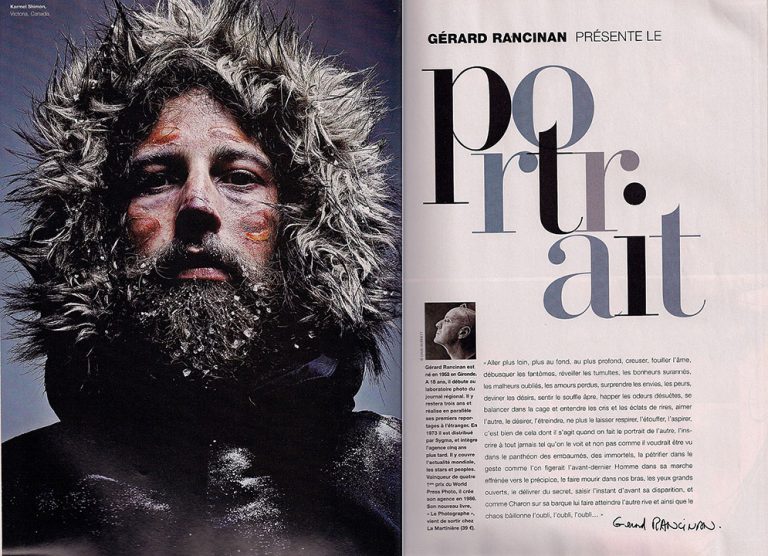 Karmel Shimon,
Victoria, Canada.
GÉRARD RANCINAN PRÉSENTE LE
portrait
Gérard Rancinan est
né en 1953 en Gironde.
A 18 ans, il débute au
laboratoire photo du
journal régional. Il y
restera trois ans et
réalise en parallèle
ses premiers repor-
tages à l'étranger. En
1973 il est distribué
par Sygma, et intègre
l'agence cinq ans
plus tard. Il y couvre
l'actualité mondiale,
les stars et peoples.
Vainqueur de quatre
1ers prix du World
Press Photo, il crée
son agence en 1986.
Son nouveau livre,
« Le Photographe »,
vient de sortir chez
La Martinière (39 €).
« Aller plus loin, plus au fond, au plus profond, creuser, fouiller l'âme,
débusquer les fantômes, réveiller les tumultes, les bonheurs surannés,
les malheurs oubliés, les amours perdus, surprendre les envies, les peurs,
deviner les désirs, sentir le souffle âpre, happer les odeurs désuètes, se
balancer dans la cage et entendre les ons et les éclats de rires, aimer
l'autre, le désirer, l'étreindre, ne plus le laisser respirer, l'étouffer, l'aspirer,
c'est bien de cela dont il s'agit quand on fait le portrait de l'autre, l'ins-
crire à tout jamais tel qu'on le voit et non pas comme il voudrait être vu
dans le panthéon des embaumés, des immortels, la pétrifier dans le
geste comme l'on figerait l'avant-dernier Homme dans sa marche
effrénée vers le précipice, le faire mourir dans nos bras, les yeux grands
ouverts, le délivrer du secret, saisir l'instant d'avant sa disparition, et
comme Charon sur sa barque lui faire atteindre l'autre rive et ainsi que le
chaos bâillonne l'oubli, l'oubli, l'oubli... »
Gérard RANCINAN.